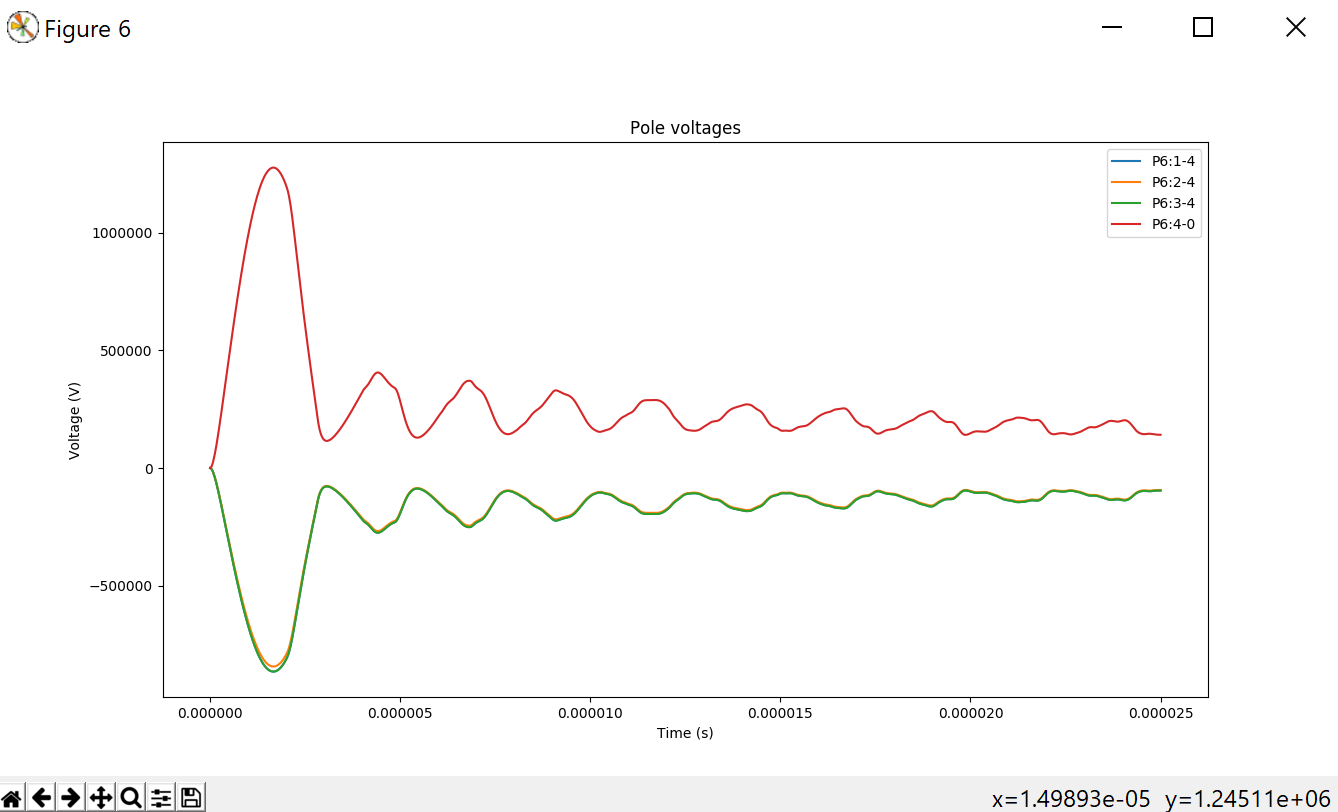 Figure 6
Pole voltages
P6:1-4
P6:2-4
P6:3-4
P6:4-0
1000000
500000
0
−500000
Voltage (V)
0.000000 0.000005 0.000010 0.000015 0.000020 0.000025
Time (s)
x=1.49893e-05 y=1.24511e+06